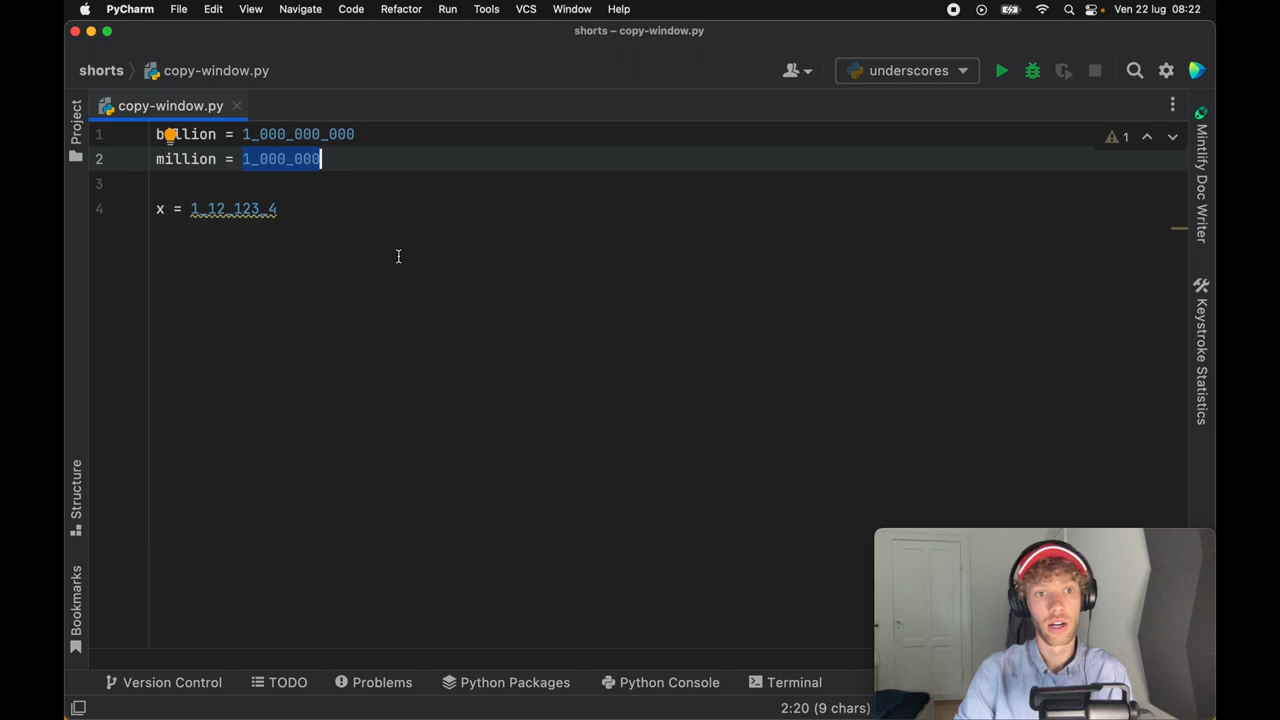 PyCharm File Edit View Navigate Code Refactor Run Tools VCS Window Help Ven 22 lug 08:22
shorts – copy-window.py
shorts copy-window.py underscores
Project
copy-window.py
1 billion = 1_000_000_000
1
2 million = 1_000_000
3
4 x = 1_12_123_4
Mintlify Doc Writer
Keystroke Statistics
Structure
Bookmarks
Version Control TODO Problems Python Packages Python Console Terminal
2:20 (9 chars)